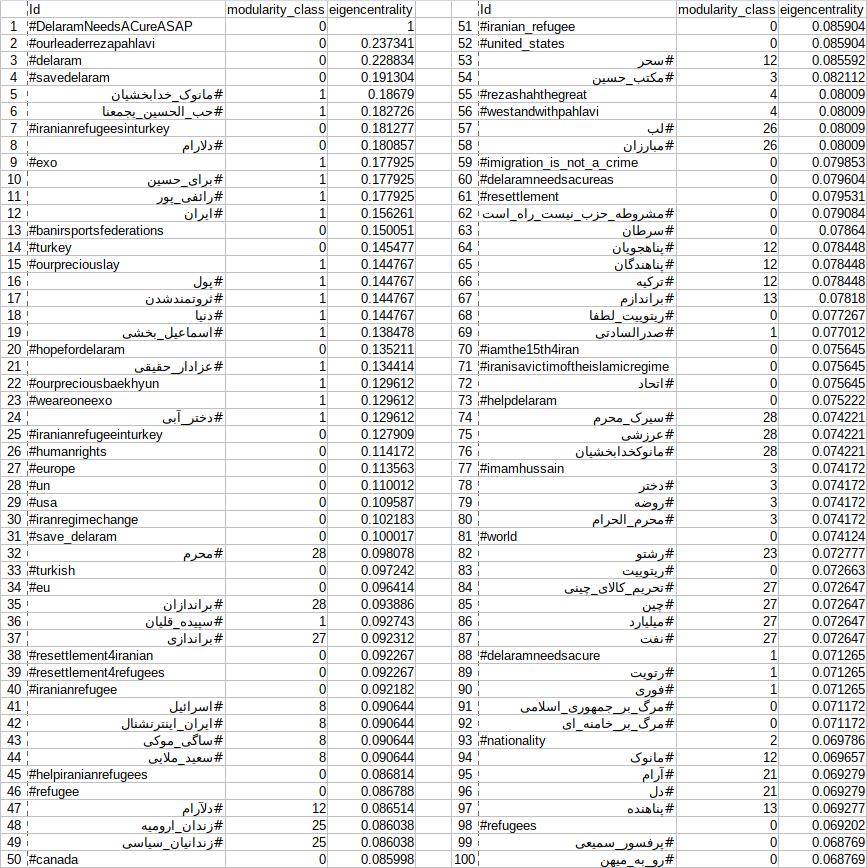 Id modularity_class eigencentrality
1 #DelaramNeedsACureASAP 0 1
2 #ourleaderrezapahlavi 0 0.237341
3 #delaram 0 0.228834
4 #savedelaram 0 0.191304
5 #مانوک_خدابخشیان 1 0.18679
6 #حب_الحسین_یجمعنا 1 0.182726
7 #iranianrefugeesinturkey 0 0.181277
8 #دلارام 0 0.180857
9 #exo 1 0.177925
10 #برای_حسین 1 0.177925
11 #رائفی_پور 1 0.177925
12 #ایران 1 0.156261
13 #banirsportsfederations 0 0.150051
14 #turkey 0 0.145477
15 #ourpreciouslay 1 0.144767
16 #پول 1 0.144767
17 #ثروتمندشدن 1 0.144767
18 #دنیا 1 0.144767
19 #اسماعیل_بخشی 1 0.138478
20 #hopefordelaram 0 0.135211
21 #عزادار_حقیقی 1 0.134414
22 #ourpreciousbaekhyun 1 0.129612
23 #weareoneexo 1 0.129612
24 #دختر_آبی 1 0.129612
25 #iranianrefugeeinturkey 0 0.127909
26 #humanrights 0 0.114172
27 #europe 0 0.113563
28 #un 0 0.110012
29 #usa 0 0.109587
30 #iranregimechange 0 0.102183
31 #save_delaram 0 0.100017
32 #محرم 28 0.098078
33 #turkish 0 0.097242
34 #eu 0 0.096414
35 #براندازان 28 0.093886
36 #سپیده_قلیان 1 0.092743
37 #براندازی 27 0.092312
38 #resettlement4iranian 0 0.092267
39 #resettlement4refugees 0 0.092267
40 #iranianrefugee 0 0.092182
41 #اسرائیل 8 0.090644
42 #ایران_اینترنشنال 8 0.090644
43 #ساگی_موکی 8 0.090644
44 #سعید_ملایی 8 0.090644
45 #helpiranianrefugees 0 0.086814
46 #refugee 0 0.086788
47 #دلآرام 12 0.086514
48 #زندان_ارومیه 25 0.086038
49 #زندانیان_سیاسی 25 0.086038
50 #canada 0 0.085998
Id modularity_class eigencentrality
51 #iranian_refugee 0 0.085904
52 #united_states 0 0.085904
53 #سحر 12 0.085592
54 #مکتب_حسین 3 0.082112
55 #rezashahthegreat 4 0.08009
56 #westandwithpahlavi 4 0.08009
57 #لب 26 0.08009
58 #مبارزان 26 0.08009
59 #imigration_is_not_a_crime 0 0.079853
60 #delaramneedsacureas 0 0.079604
61 #resettlement 0 0.079531
62 #مشروطه_حزب_نیست_راه_است 0 0.079084
63 #سرطان 0 0.07864
64 #پناهجویان 12 0.078448
65 #پناهندگان 12 0.078448
66 #ترکیه 12 0.078448
67 #براندازم 13 0.07818
68 #ریتوییت_لطفا 0 0.077267
69 #صدرالساداتی 1 0.077012
70 #iamthe15th4iran 0 0.075645
71 #iranisavictimoftheislamicregime 0 0.075645
72 #اتحاد 0 0.075645
73 #helpdelaram 0 0.075222
74 #سیرک_محرم 28 0.074221
75 #عرزشی 28 0.074221
76 #مانوکخدابخشیان 28 0.074221
77 #imamhussain 3 0.074172
78 #دختر 3 0.074172
79 #روضه 3 0.074172
80 #محرم_الحرام 3 0.074172
81 #world 0 0.074124
82 #رشتو 23 0.072777
83 #ریتوییت 0 0.072663
84 #تحریم_کالای_چینی 27 0.072647
85 #چین 27 0.072647
86 #میلیارد 27 0.072647
87 #نفت 27 0.072647
88 #delaramneedsacure 1 0.071265
89 #رتویت 1 0.071265
90 #فوری 1 0.071265
91 #مرگ_بر_جمهوری_اسلامی 0 0.071172
92 #مرگ_بر_خامنه_ای 0 0.071172
93 #nationality 2 0.069786
94 #مانوک 12 0.069657
95 #آرام 21 0.069279
96 #دل 21 0.069279
97 #پناهنده 13 0.069277
98 #refugees 0 0.069202
99 #پرفسور_سمیعی 0 0.068769
100 #رو_به_میهن 0 0.068769